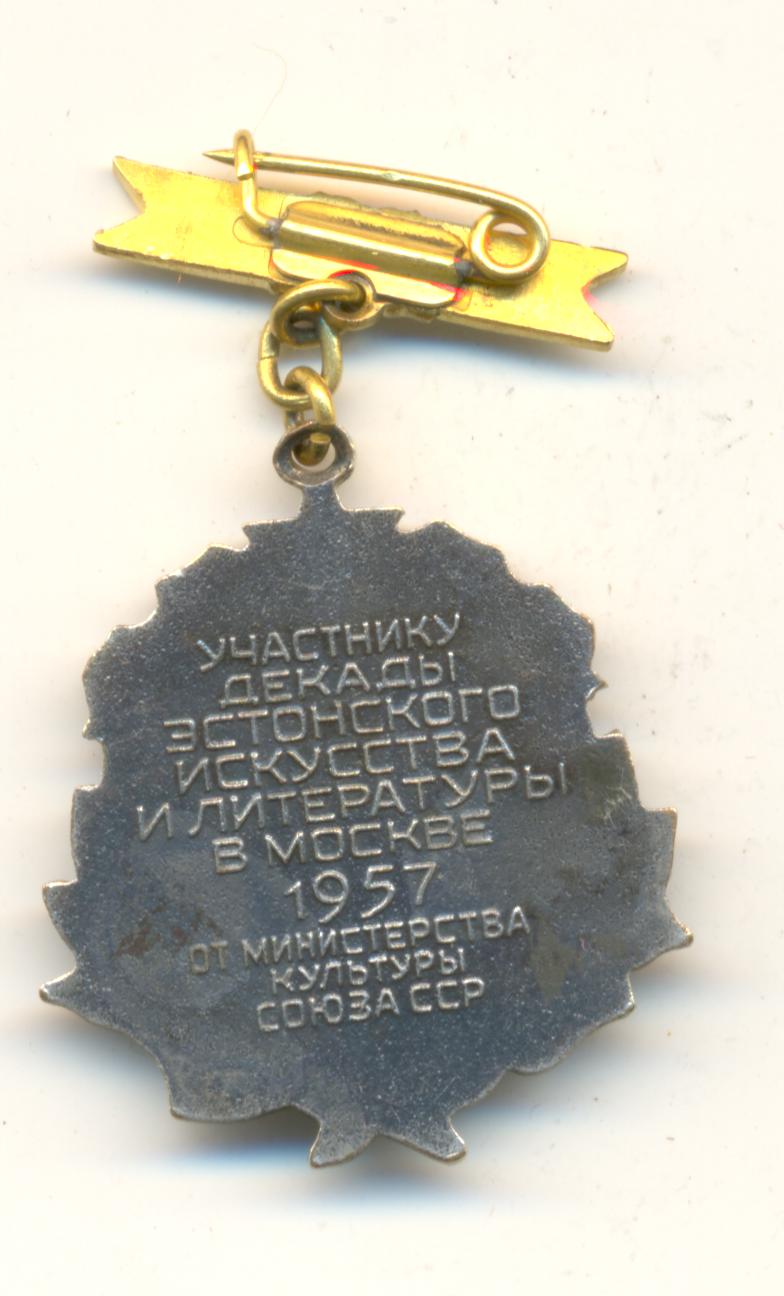 УЧАСТНИКУ
ДЕКАДЫ
ЭСТОНСКОГО
ИСКУССТВА
И ЛИТЕРАТУРЫ
В МОСКВЕ
1957
ОТ МИНИСТЕРСТВА
КУЛЬТУРЫ
СОЮЗА ССР